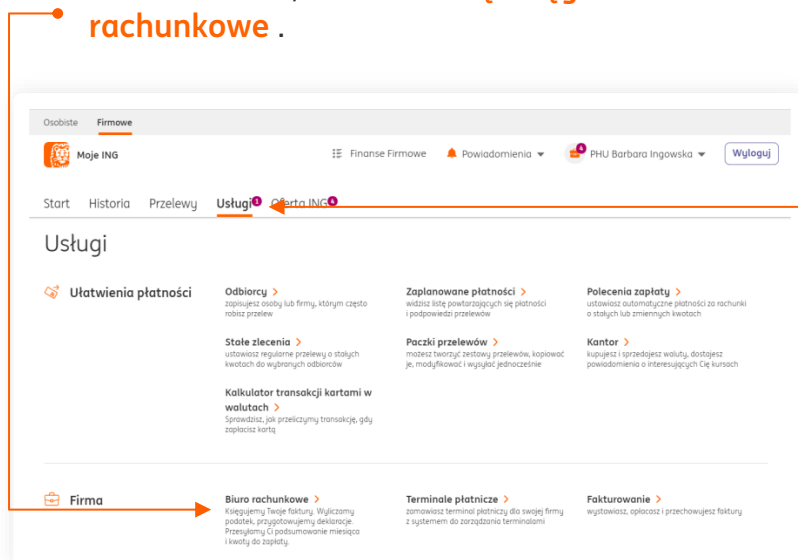 rachunkowe .
Osobiste Firmowe
Moje ING Finanse Firmowe Powiadomienia 4 PHU Barbara Ingowska Wyloguj
Start Historia Przelewy Usługi 1 Oferta ING 4
Usługi
Ułatwienia płatności
Odbiorcy >
zapisujesz osoby lub firmy, którym często
robisz przelew
Zaplanowane płatności >
widzisz listę powtarzających się płatności
i podpowiedzi przelewów
Polecenia zapłaty >
ustawiasz automatyczne płatności za rachunki
o stałych lub zmiennych kwotach
Stałe zlecenia >
ustawiasz regularne przelewy o stałych
kwotach do wybranych odbiorców
Paczki przelewów >
możesz tworzyć zestawy przelewów, kopiować
je, modyfikować i wysyłać jednocześnie
Kantor >
kupujesz i sprzedajesz waluty, dostajesz
powiadomienia o interesujących Cię kursach
Kalkulator transakcji kartami w
walutach >
Sprawdzisz, jak przeliczymy transakcję, gdy
zapłacisz kartą
Firma
Biuro rachunkowe >
Księgujemy Twoje faktury. Wyliczamy
podatek, przygotowujemy deklaracje.
Przesyłamy Ci podsumowanie miesiąca
i kwoty do zapłaty.
Terminale płatnicze >
zamawiasz terminal płatniczy dla swojej firmy
z systemem do zarządzania terminalami
Fakturowanie >
wystawiasz, opłacasz i przechowujesz faktury